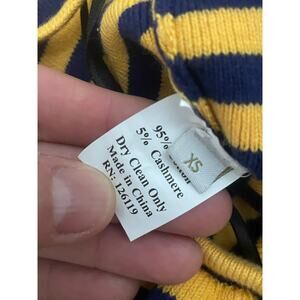 XS
95%
5% Cashmere
Dry Clean Only
Made in China
RN: 126119